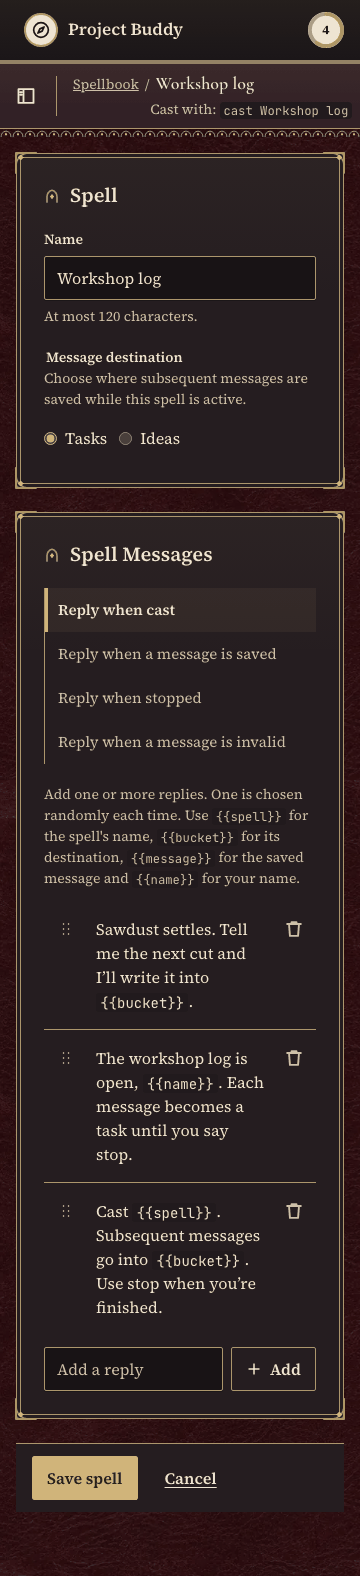 Project Buddy
4
Spellbook / Workshop log
Cast with: cast Workshop log
Spell
Name
Workshop log
At most 120 characters.
Message destination
Choose where subsequent messages are
saved while this spell is active.
Tasks Ideas
Spell Messages
Reply when cast
Reply when a message is saved
Reply when stopped
Reply when a message is invalid
Add one or more replies. One is chosen
randomly each time. Use {{spell}} for
the spell's name, {{bucket}} for its
destination, {{message}} for the saved
message and {{name}} for your name.
Sawdust settles. Tell
me the next cut and
I’ll write it into
{{bucket}}.
The workshop log is
open, {{name}}. Each
message becomes a
task until you say
stop.
Cast {{spell}}.
Subsequent messages
go into {{bucket}}.
Use stop when you’re
finished.
Add a reply
+ Add
Save spell Cancel